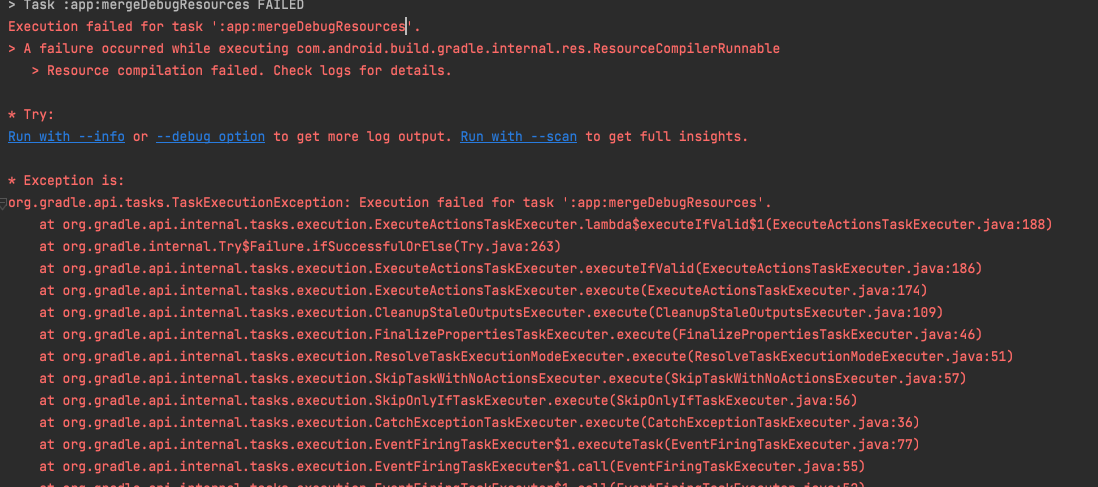 > Task :app:mergeDebugResources FAILED
Execution failed for task ':app:mergeDebugResources'.
> A failure occurred while executing com.android.build.gradle.internal.res.ResourceCompilerRunnable
> Resource compilation failed. Check logs for details.
* Try:
Run with --info or --debug option to get more log output. Run with --scan to get full insights.
* Exception is:
org.gradle.api.tasks.TaskExecutionException: Execution failed for task ':app:mergeDebugResources'.
at org.gradle.api.internal.tasks.execution.ExecuteActionsTaskExecuter.lambda$executeIfValid$1(ExecuteActionsTaskExecuter.java:188)
at org.gradle.internal.Try$Failure.ifSuccessfulOrElse(Try.java:263)
at org.gradle.api.internal.tasks.execution.ExecuteActionsTaskExecuter.executeIfValid(ExecuteActionsTaskExecuter.java:186)
at org.gradle.api.internal.tasks.execution.ExecuteActionsTaskExecuter.execute(ExecuteActionsTaskExecuter.java:174)
at org.gradle.api.internal.tasks.execution.CleanupStaleOutputsExecuter.execute(CleanupStaleOutputsExecuter.java:109)
at org.gradle.api.internal.tasks.execution.FinalizePropertiesTaskExecuter.execute(FinalizePropertiesTaskExecuter.java:46)
at org.gradle.api.internal.tasks.execution.ResolveTaskExecutionModeExecuter.execute(ResolveTaskExecutionModeExecuter.java:51)
at org.gradle.api.internal.tasks.execution.SkipTaskWithNoActionsExecuter.execute(SkipTaskWithNoActionsExecuter.java:57)
at org.gradle.api.internal.tasks.execution.SkipOnlyIfTaskExecuter.execute(SkipOnlyIfTaskExecuter.java:56)
at org.gradle.api.internal.tasks.execution.CatchExceptionTaskExecuter.execute(CatchExceptionTaskExecuter.java:36)
at org.gradle.api.internal.tasks.execution.EventFiringTaskExecuter$1.executeTask(EventFiringTaskExecuter.java:77)
at org.gradle.api.internal.tasks.execution.EventFiringTaskExecuter$1.call(EventFiringTaskExecuter.java:55)